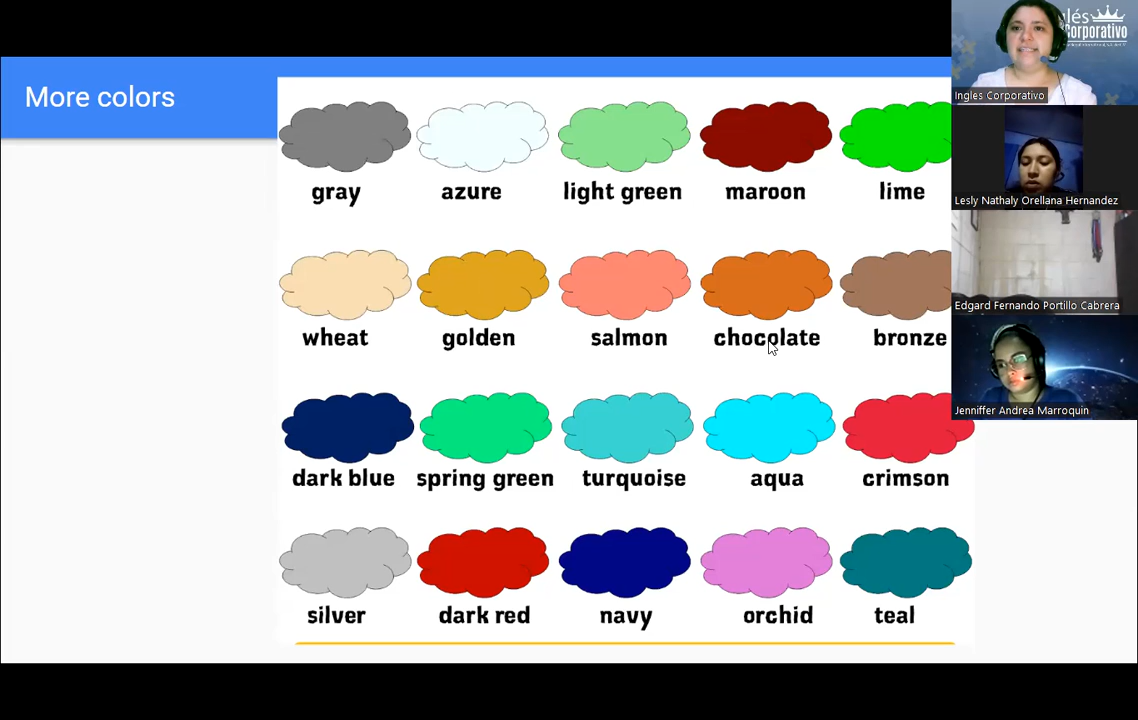 More colors
gray azure light green maroon lime
wheat golden salmon chocolate bronze
dark blue spring green turquoise aqua crimson
silver dark red navy orchid teal
lés
Corporativo
Ingles Corporativo
Lesly Nathaly Orellana Hernandez
Edgard Fernando Portillo Cabrera
Jenniffer Andrea Marroquin